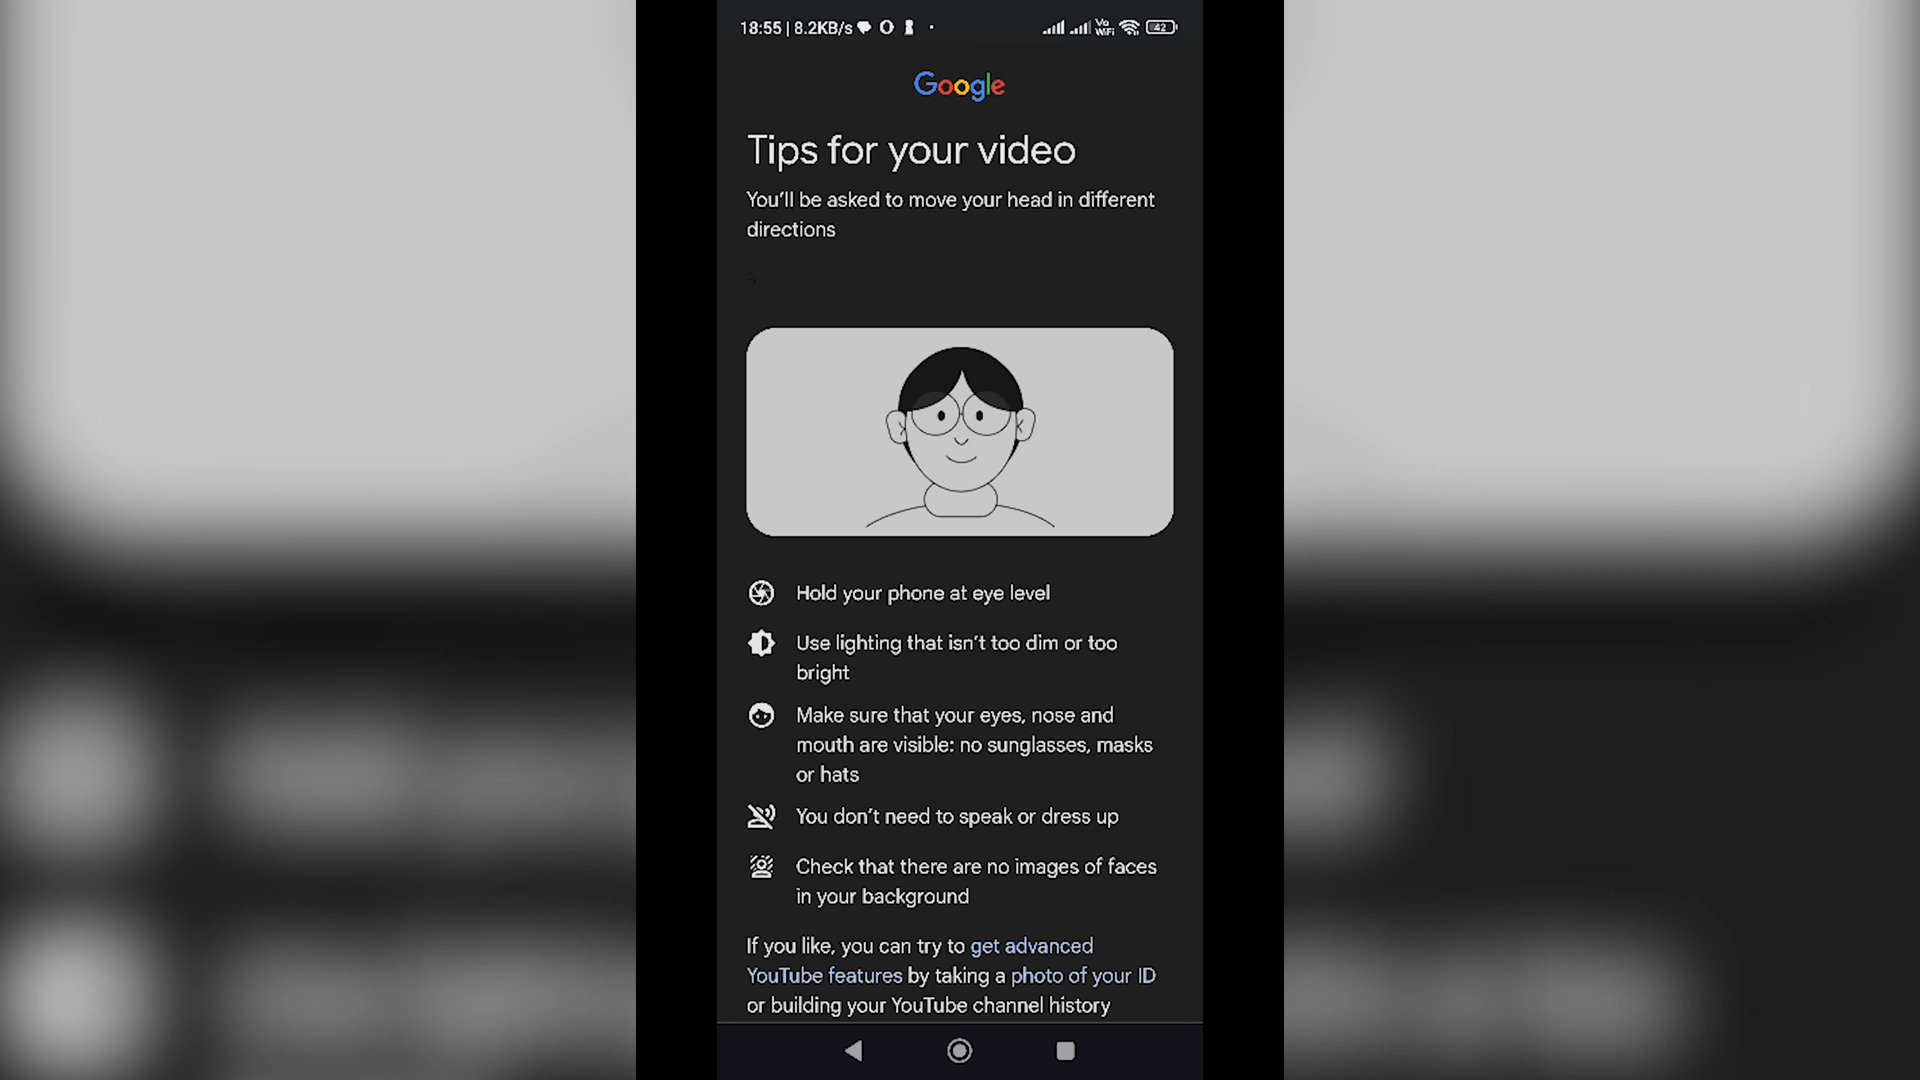 18:55 | 8.2KB/s
Vo
WiFi
42
Google
Tips for your video
You'll be asked to move your head in different
directions
Hold your phone at eye level
Use lighting that isn't too dim or too
bright
Make sure that your eyes, nose and
mouth are visible: no sunglasses, masks
or hats
You don't need to speak or dress up
Check that there are no images of faces
in your background
If you like, you can try to get advanced
YouTube features by taking a photo of your ID
or building your YouTube channel history